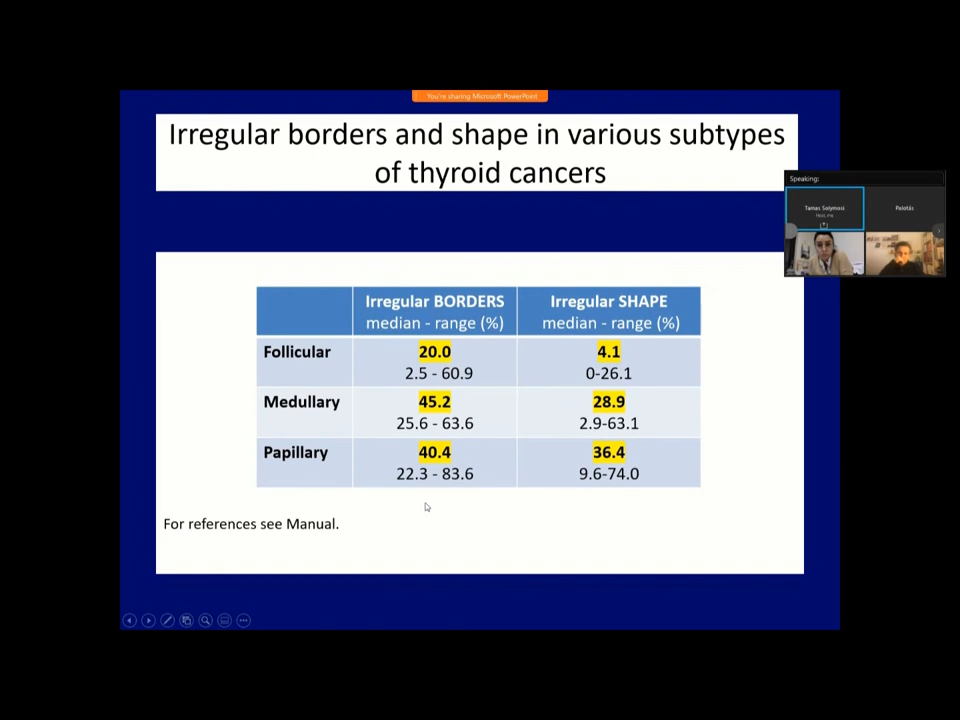 You're sharing Microsoft PowerPoint
Irregular borders and shape in various subtypes
of thyroid cancers
Speaking:
Tamas Solymosi
Host, me
Palotás
Irregular BORDERS
median - range (%)
Irregular SHAPE
median - range (%)
Follicular
20.0
2.5 - 60.9
4.1
0-26.1
Medullary
45.2
25.6 - 63.6
28.9
2.9-63.1
Papillary
40.4
22.3 - 83.6
36.4
9.6-74.0
For references see Manual.